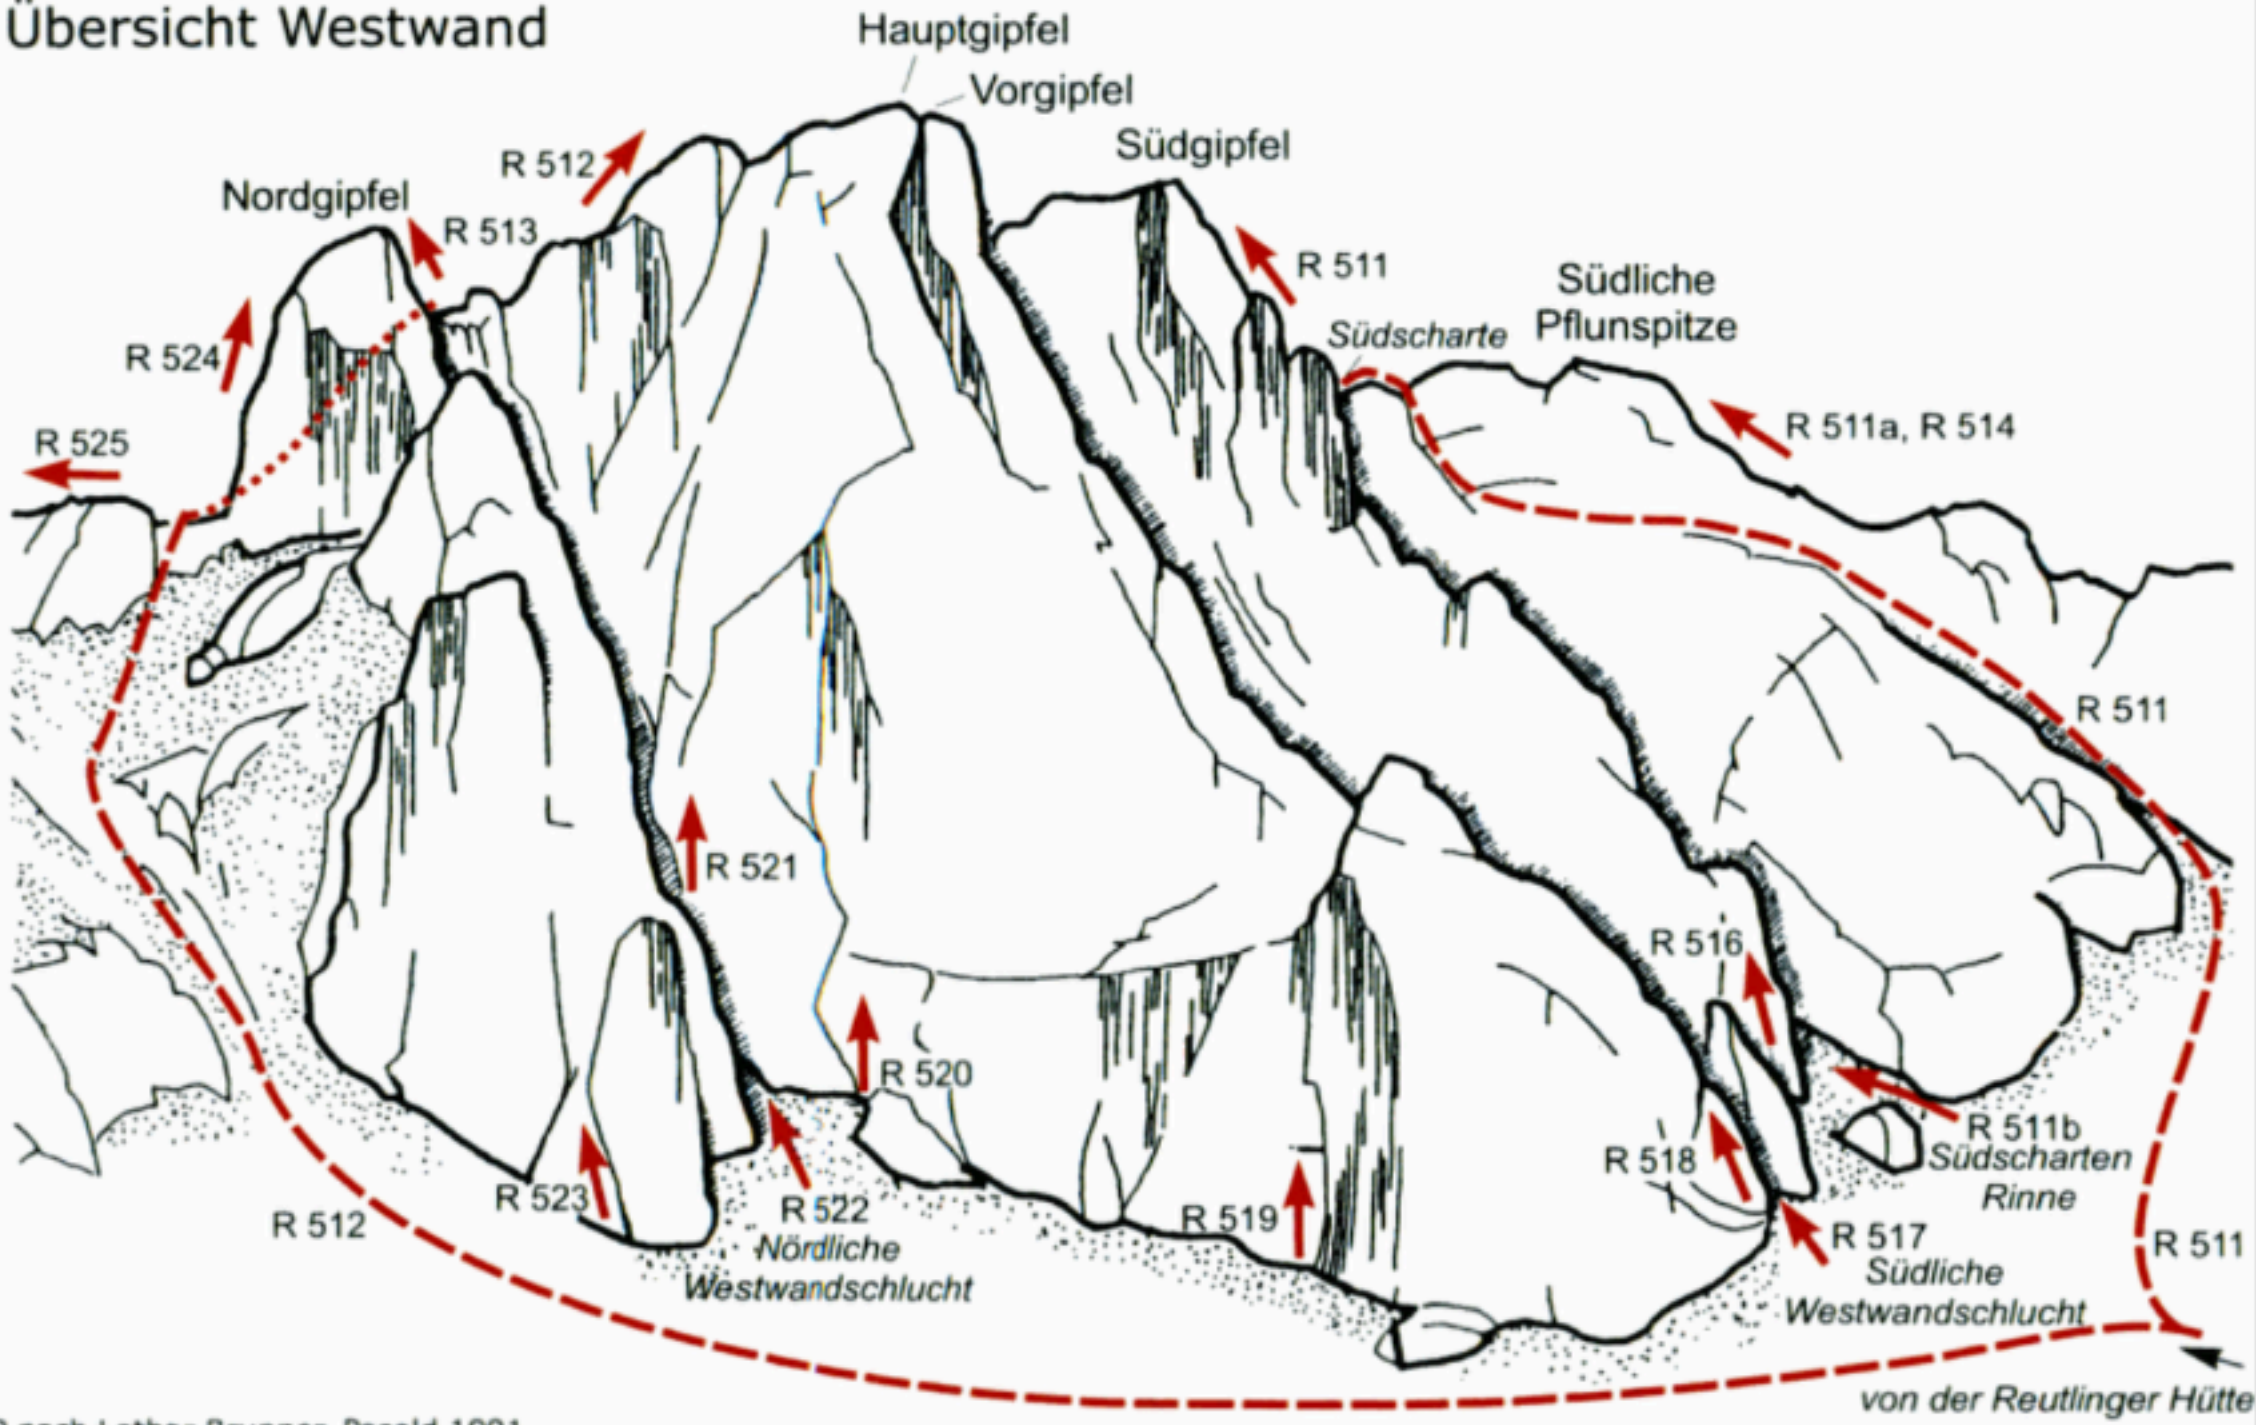 Übersicht Westwand
Hauptgipfel
Vorgipfel
Südgipfel
R 512
Nordgipfel
R 513
R 511
Südliche
Pflunspitze
Südscharte
R 524
R 511a, R 514
R 525
R 511
R 521
R 516
R 520
R 511b
Südscharten
Rinne
R 518
R 523
R 522
Nördliche
Westwandschlucht
R 519
R 512
R 517
Südliche
Westwandschlucht
R 511
von der Reutlinger Hütte